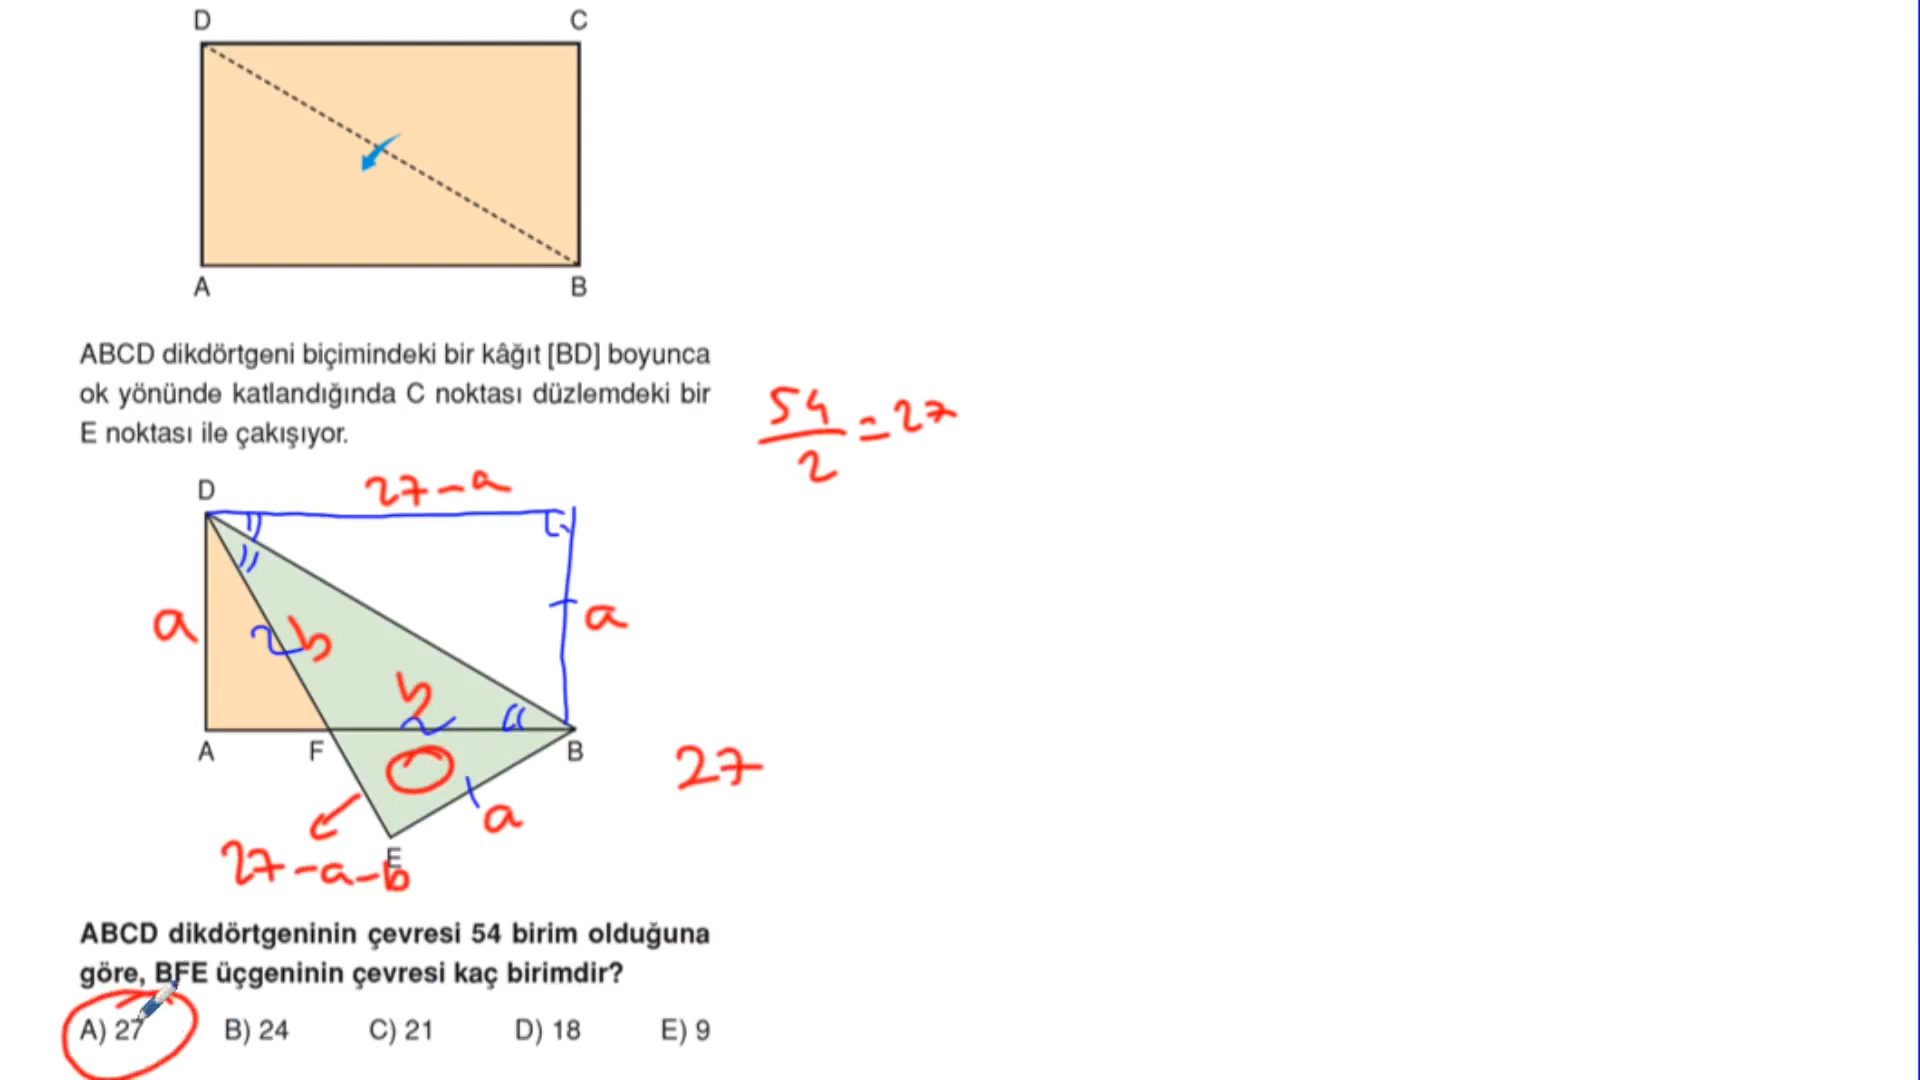 D C
A B
ABCD dikdörtgeni biçimindeki bir kâğıt [BD] boyunca
ok yönünde katlandığında C noktası düzlemdeki bir
E noktası ile çakışıyor.
54/2 = 27
D 27-a
a b a
b
A F B
27
a
E
27-a-b
ABCD dikdörtgeninin çevresi 54 birim olduğuna
göre, BFE üçgeninin çevresi kaç birimdir?
A) 27 B) 24 C) 21 D) 18 E) 9